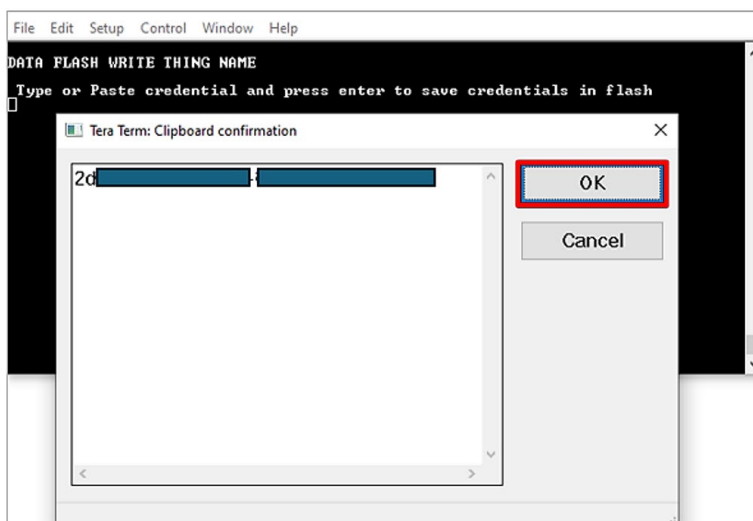 File Edit Setup Control Window Help
DATA FLASH WRITE THING NAME
Type or Paste credential and press enter to save credentials in flash
Tera Term: Clipboard confirmation
2d
OK
Cancel